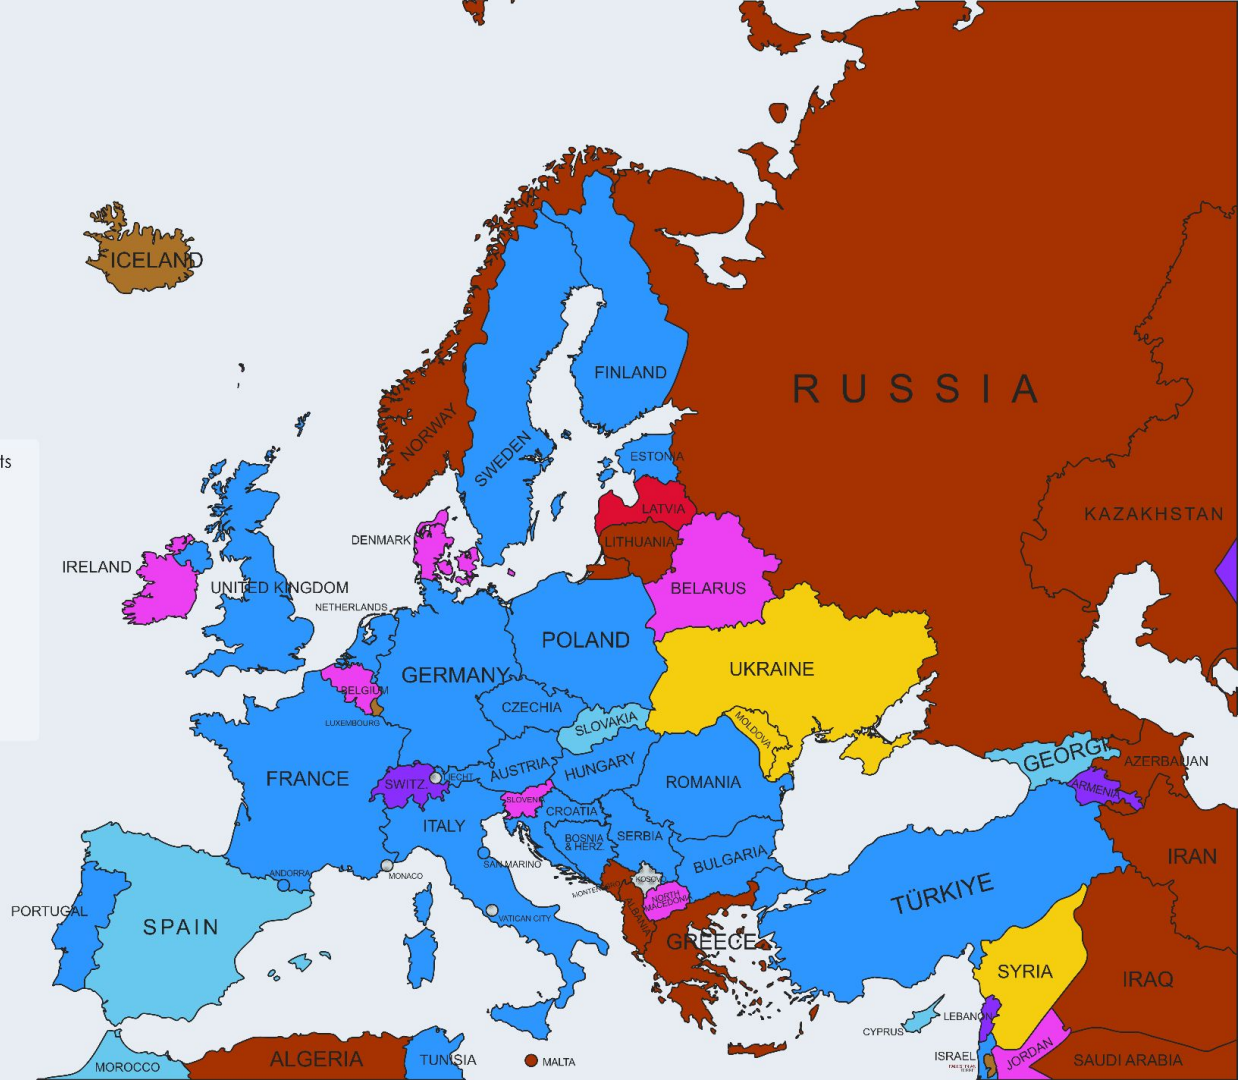 ICELAND
RUSSIA
FINLAND
NORWAY
SWEDEN
ESTONIA
ts
LATVIA
KAZAKHSTAN
DENMARK
LITHUANIA
IRELAND
UNITED KINGDOM
BELARUS
NETHERLANDS
POLAND
UKRAINE
GERMANY
BELGIUM
CZECHIA
LUXEMBOURG
SLOVAKIA
MOLDOVA
GEORGI
AZERBAIJAN
FRANCE
SWITZ.
LIECHT.
AUSTRIA
HUNGARY
ROMANIA
ARMENIA
SLOVENIA
CROATIA
ITALY
BOSNIA
& HERZ.
SERBIA
IRAN
SAN MARINO
BULGARIA
ANDORRA
MONACO
KOSOVO
MONTENEGRO
TÜRKIYE
NORTH
MACEDONIA
PORTUGAL
SPAIN
VATICAN CITY
ALBANIA
GREECE
SYRIA
IRAQ
LEBANON
CYPRUS
ISRAEL
MOROCCO
ALGERIA
TUNISIA
MALTA
JORDAN
SAUDI ARABIA